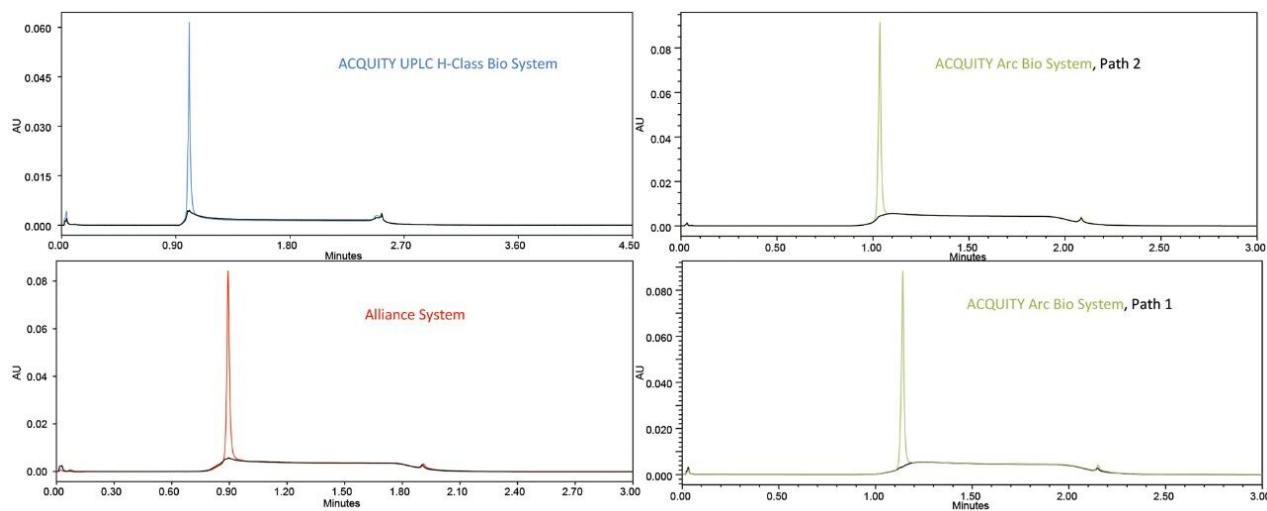 0.060
0.045
0.030
0.015
0.000
AU
ACQUITY UPLC H-Class Bio System
0.00 0.90 1.80 2.70 3.60 4.50
Minutes
0.08
0.06
0.04
0.02
0.00
AU
ACQUITY Arc Bio System, Path 2
0.00 0.50 1.00 1.50 2.00 2.50 3.00
Minutes
0.08
0.06
0.04
0.02
0.00
AU
Alliance System
0.00 0.30 0.60 0.90 1.20 1.50 1.80 2.10 2.40 2.70 3.00
Minutes
0.080
0.060
0.040
0.020
0.000
AU
ACQUITY Arc Bio System, Path 1
0.00 0.50 1.00 1.50 2.00 2.50 3.00
Minutes